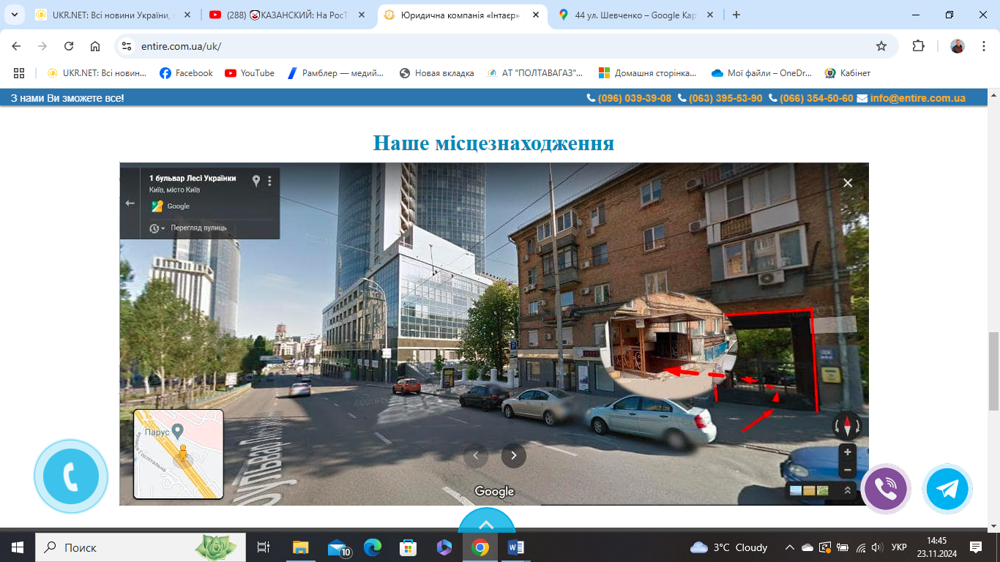 UKR.NET: Всі новини України,
(288) КАЗАНСКИЙ: На РосТ
Юридична компанія «Інтаєр»
44 ул. Шевченко – Google Кар
entire.com.ua/uk/
UKR.NET: Всі новин...
Facebook
YouTube
Рамблер — медий...
Новая вкладка
АТ "ПОЛТАВАГАЗ"...
Домашня сторінка...
Мої файли – OneDr...
Кабінет
З нами Ви зможете все!
(096) 039-39-08
(063) 395-53-90
(066) 354-50-60
info@entire.com.ua
Наше місцезнаходження
1 бульвар Лесі Українки
Київ, місто Київ
Google
Перегляд вулиць
Парус
Госпітальна
Google
Поиск
10
3°C Cloudy
УКР
14:45
23.11.2024